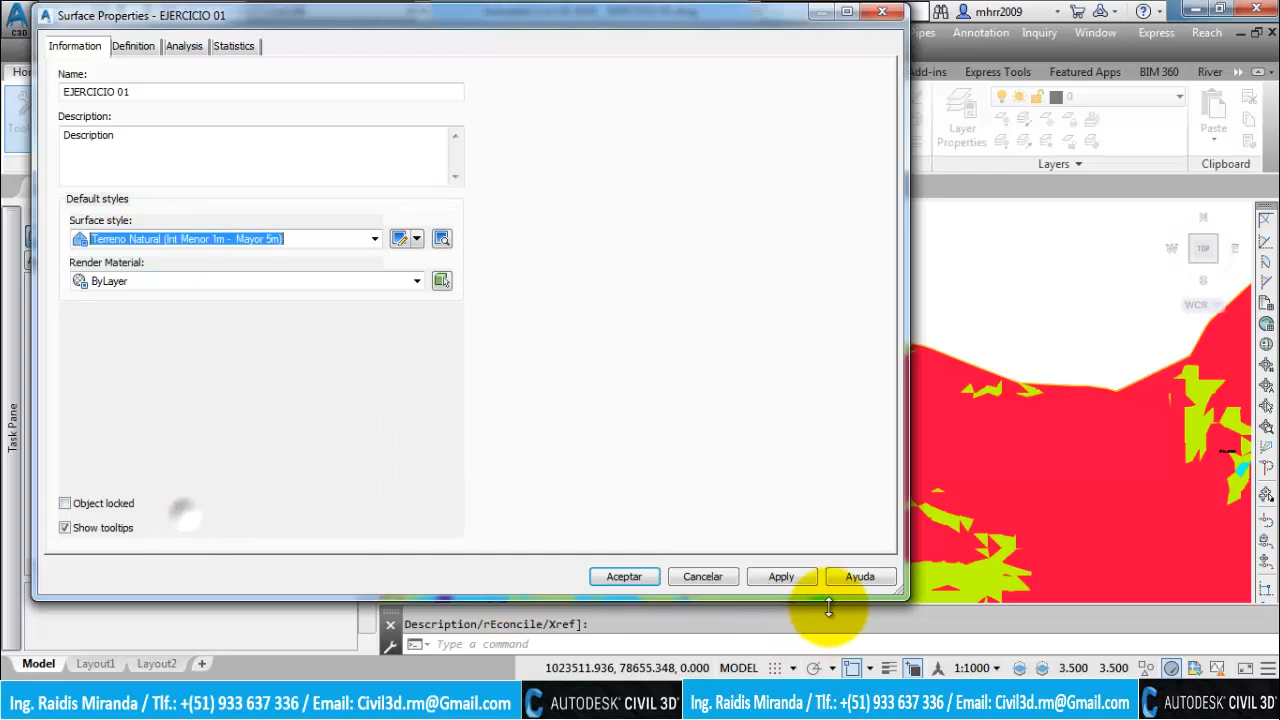 Surface Properties - EJERCICIO 01
mhrr2009
C3D
Pipes Annotation Inquiry Window Express Reach
Information Definition Analysis Statistics
Add-ins Express Tools Featured Apps BIM 360 River
Name:
EJERCICIO 01
0
Description:
Description
Layer
Properties
Paste
Layers
Clipboard
Default styles
Surface style:
Terreno Natural (Int Menor 1m - Mayor 5m)
TOP
Render Material:
ByLayer
WCS
Task Pane
Object locked
Show tooltips
Aceptar Cancelar Apply Ayuda
Description/rEconcile/Xref]:
Type a command
Model Layout1 Layout2 +
1023511.936, 78655.348, 0.000 MODEL 1:1000 3.500 3.500
Ing. Raidis Miranda / Tlf.: +(51) 933 637 336 / Email: Civil3d.rm@Gmail.com AUTODESK® CIVIL 3D® Ing. Raidis Miranda / Tlf.: +(51) 933 637 336 / Email: Civil3d.rm@Gmail.com AUTODESK® CIVIL 3D